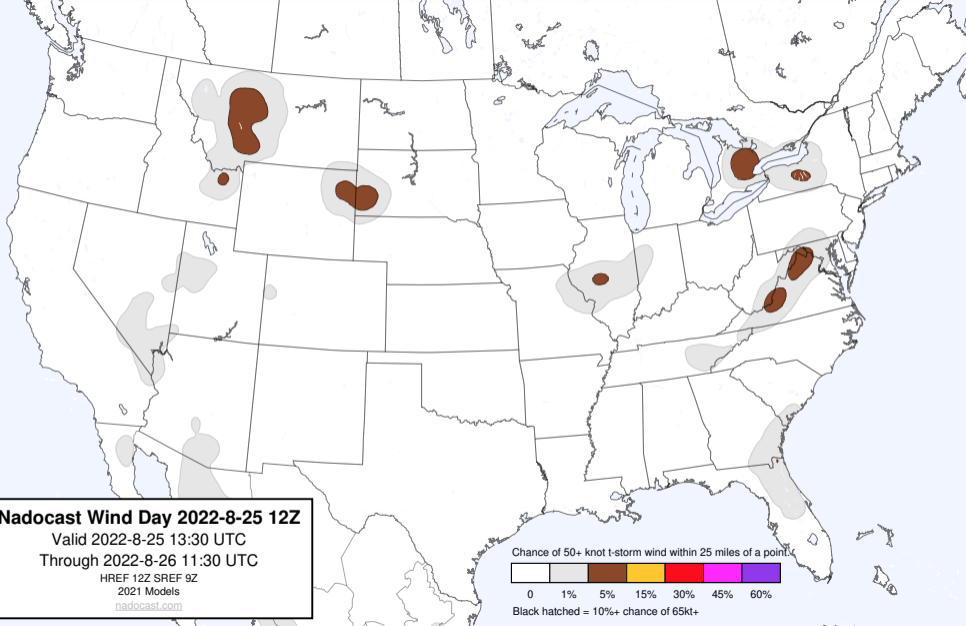 Nadocast Wind Day 2022-8-25 12Z
Valid 2022-8-25 13:30 UTC
Through 2022-8-26 11:30 UTC
HREF 12Z SREF 9Z
2021 Models
nadocast.com
Chance of 50+ knot t-storm wind within 25 miles of a point.
0 1% 5% 15% 30% 45% 60%
Black hatched = 10%+ chance of 65kt+